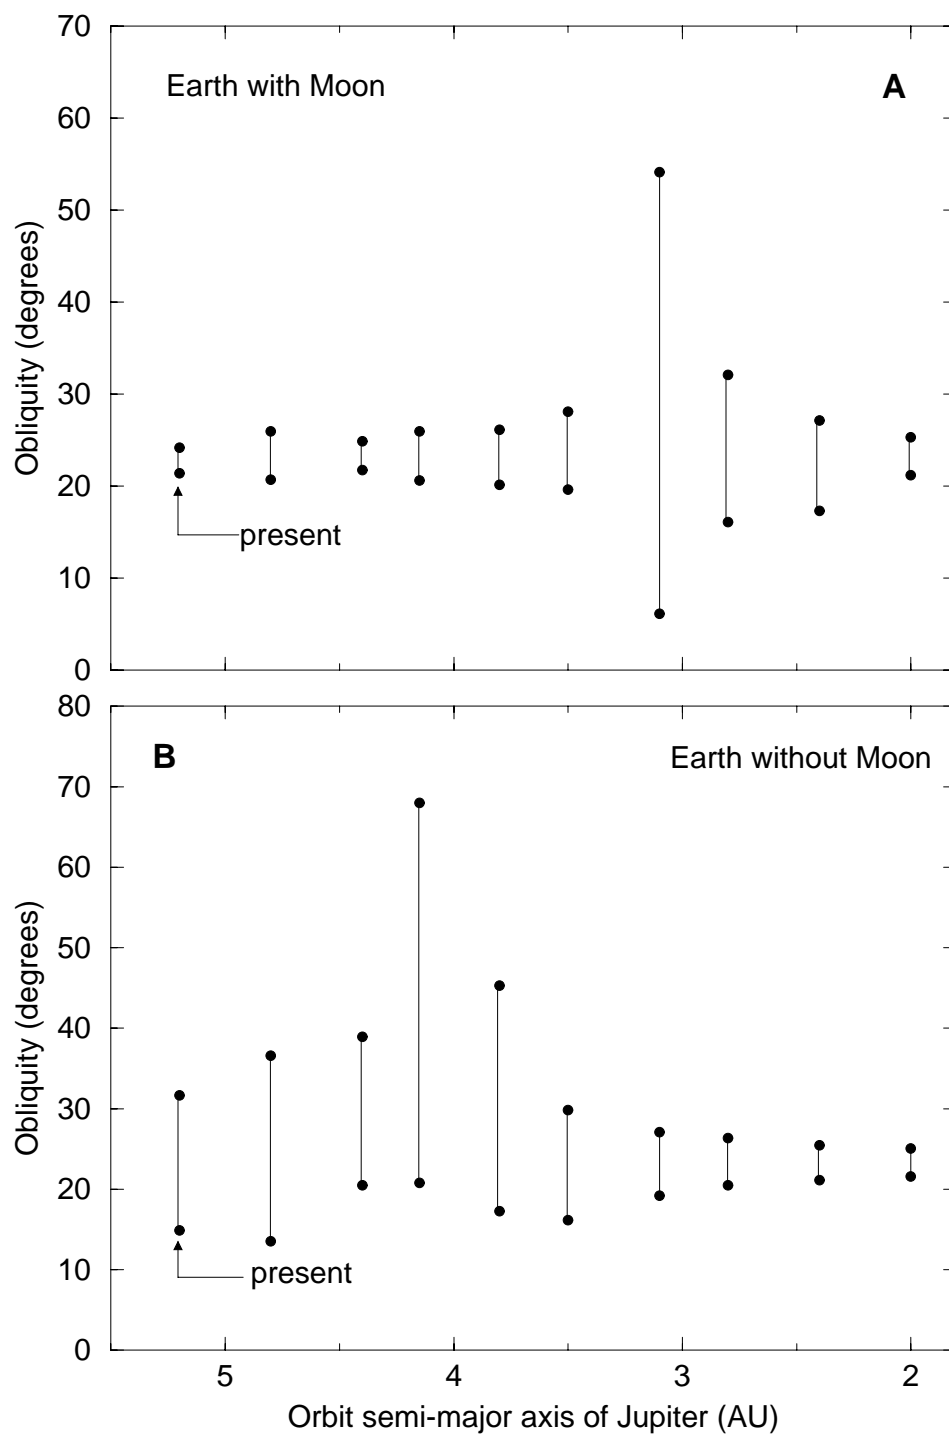 70
Earth with Moon
A
60
50
40
30
20
10
0
Obliquity (degrees)
present
80
B
Earth without Moon
70
60
50
40
30
20
10
0
Obliquity (degrees)
present
5 4 3 2
Orbit semi-major axis of Jupiter (AU)